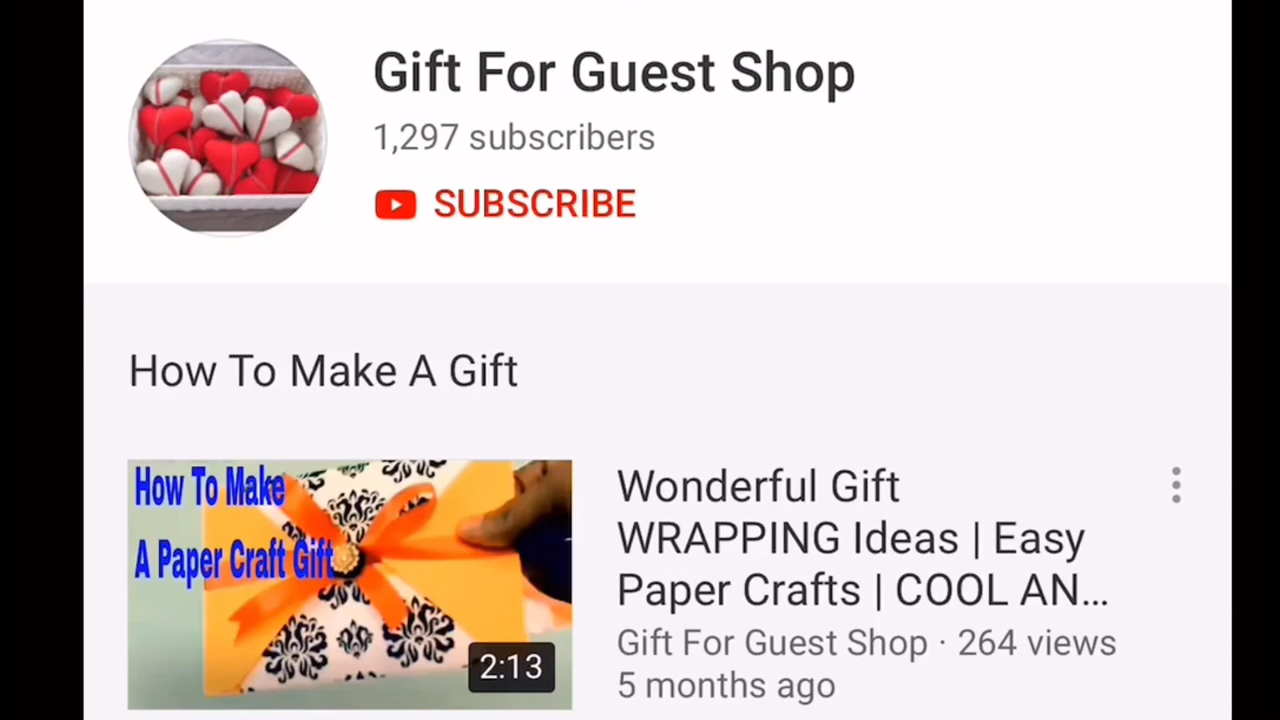 Gift For Guest Shop
1,297 subscribers
SUBSCRIBE
How To Make A Gift
How To Make
A Paper Craft Gift
2:13
Wonderful Gift
WRAPPING Ideas | Easy
Paper Crafts | COOL AN...
Gift For Guest Shop · 264 views
5 months ago